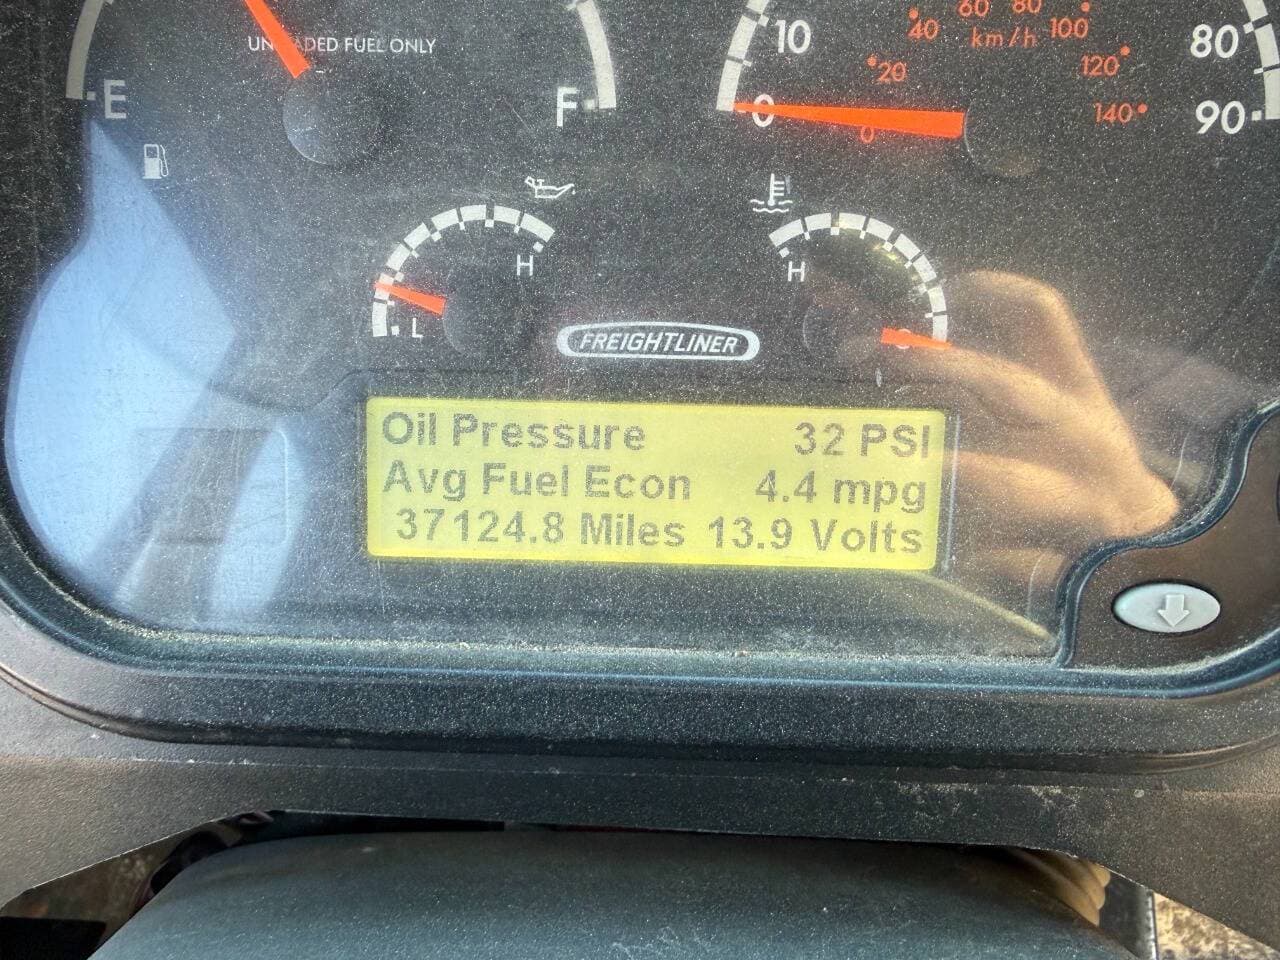 UNLEADED FUEL ONLY
E
F
10
0
80
90
20
40
60
80
100
120
140
0
km/h
H
L
H
C
FREIGHTLINER
Oil Pressure 32 PSI
Avg Fuel Econ 4.4 mpg
37124.8 Miles 13.9 Volts